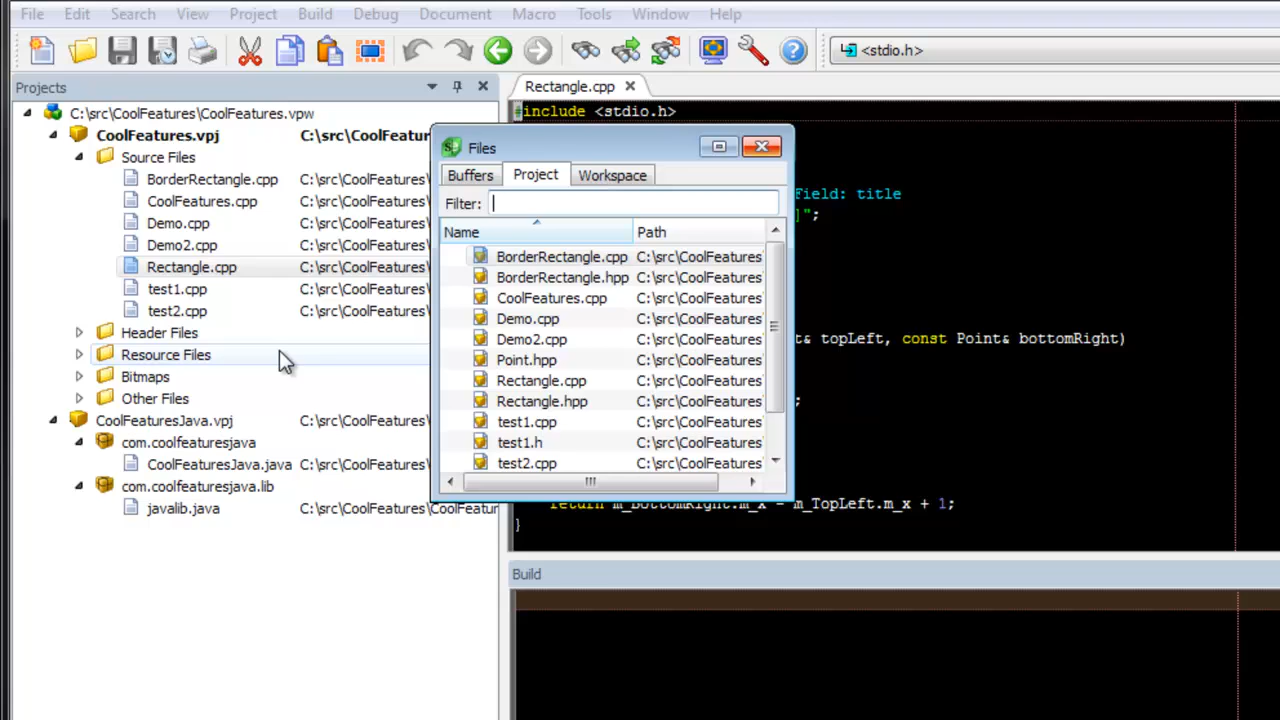 File Edit Search View Project Build Debug Document Macro Tools Window Help
<stdio.h>
Projects
C:\src\CoolFeatures\CoolFeatures.vpw
CoolFeatures.vpj C:\src\CoolFeatur
Source Files
BorderRectangle.cpp C:\src\CoolFeatures\
CoolFeatures.cpp C:\src\CoolFeatures\
Demo.cpp C:\src\CoolFeatures\
Demo2.cpp C:\src\CoolFeatures\
Rectangle.cpp C:\src\CoolFeatures\
test1.cpp C:\src\CoolFeatures\
test2.cpp C:\src\CoolFeatures\
Header Files
Resource Files
Bitmaps
Other Files
CoolFeaturesJava.vpj C:\src\CoolFeatures\
com.coolfeaturesjava
CoolFeaturesJava.java C:\src\CoolFeatures\
com.coolfeaturesjava.lib
javalib.java C:\src\CoolFeatures\CoolFeatur
Rectangle.cpp
#include <stdio.h>
Field: title
]";
t& topLeft, const Point& bottomRight)
;
return m_BottomRight.m_x - m_TopLeft.m_x + 1;
}
Files
Buffers Project Workspace
Filter:
Name Path
BorderRectangle.cpp C:\src\CoolFeatures
BorderRectangle.hpp C:\src\CoolFeatures
CoolFeatures.cpp C:\src\CoolFeatures
Demo.cpp C:\src\CoolFeatures
Demo2.cpp C:\src\CoolFeatures
Point.hpp C:\src\CoolFeatures
Rectangle.cpp C:\src\CoolFeatures
Rectangle.hpp C:\src\CoolFeatures
test1.cpp C:\src\CoolFeatures
test1.h C:\src\CoolFeatures
test2.cpp C:\src\CoolFeatures
Build